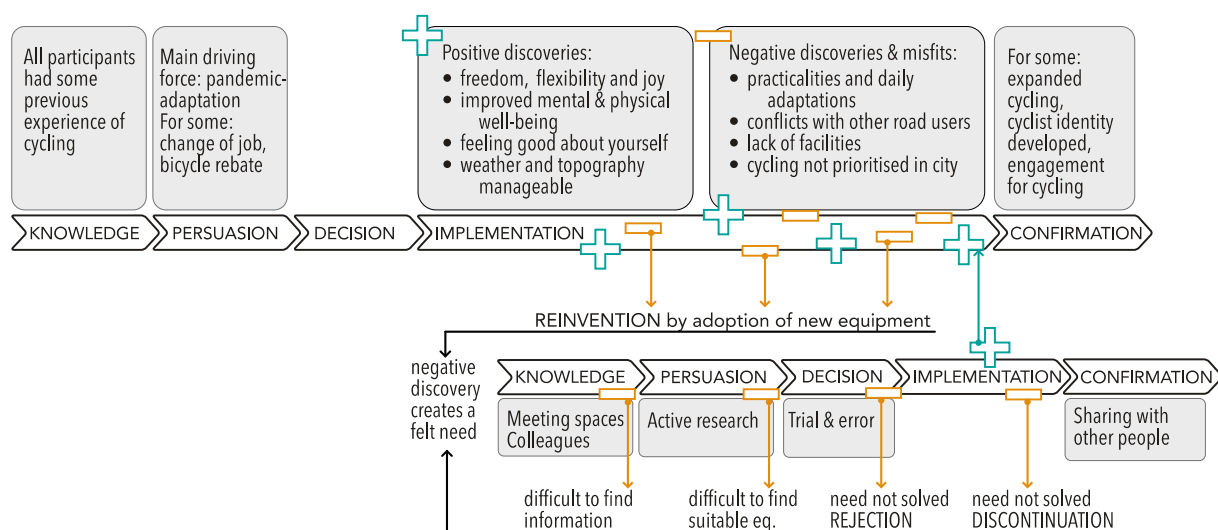 All participants
had some
previous
experience of
cycling
Main driving
force: pandemic-
adaptation
For some:
change of job,
bicycle rebate
Positive discoveries:
• freedom, flexibility and joy
• improved mental & physical
well-being
• feeling good about yourself
• weather and topography
manageable
Negative discoveries & misfits:
• practicalities and daily
adaptations
• conflicts with other road users
• lack of facilities
• cycling not prioritised in city
For some:
expanded
cycling,
cyclist identity
developed,
engagement
for cycling
KNOWLEDGE
PERSUASION
DECISION
IMPLEMENTATION
CONFIRMATION
REINVENTION by adoption of new equipment
negative
discovery
creates a
felt need
KNOWLEDGE
PERSUASION
DECISION
IMPLEMENTATION
CONFIRMATION
Meeting spaces
Colleagues
Active research
Trial & error
Sharing with
other people
difficult to find
information
difficult to find
suitable eq.
need not solved
REJECTION
need not solved
DISCONTINUATION